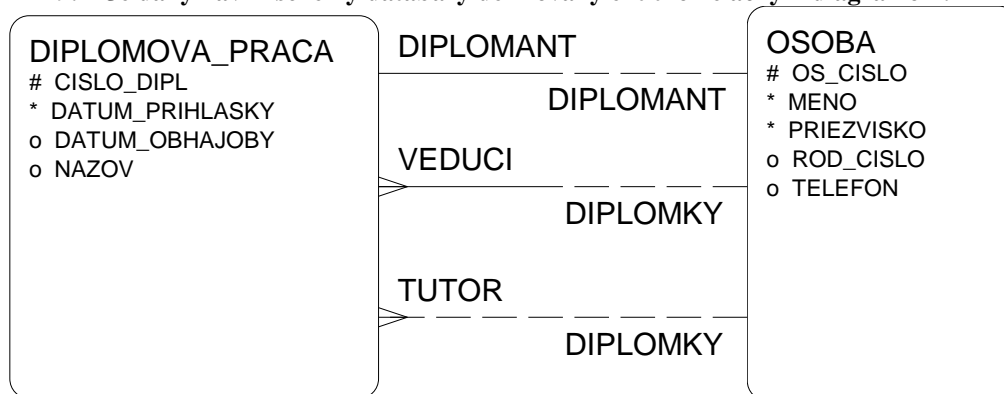 DIPLOMOVA_PRACA
# CISLO_DIPL
* DATUM_PRIHLASKY
o DATUM_OBHAJOBY
o NAZOV
DIPLOMANT
DIPLOMANT
VEDUCI
DIPLOMKY
TUTOR
DIPLOMKY
OSOBA
# OS_CISLO
* MENO
* PRIEZVISKO
o ROD_CISLO
o TELEFON